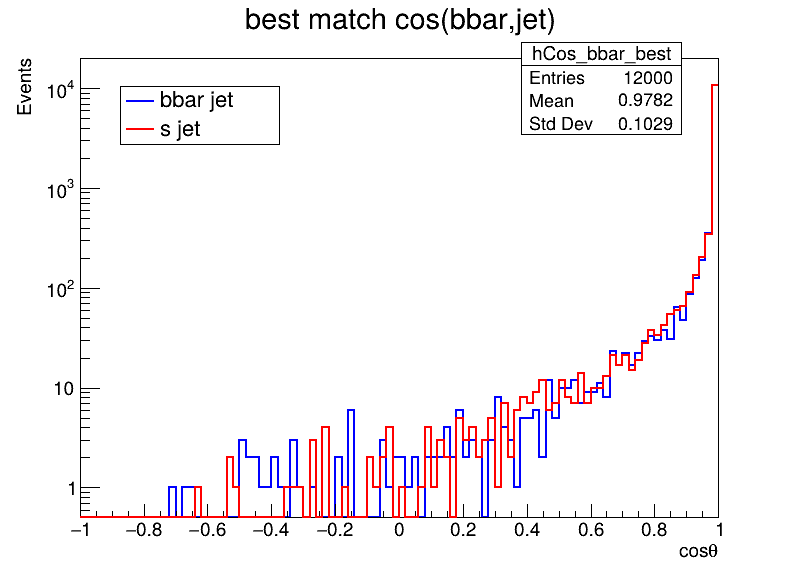 best match cos(bbar,jet)
hCos_bbar_best
Entries 12000
Mean 0.9782
Std Dev 0.1029
bbar jet
s jet
Events
10⁴
10³
10²
10
1
−1 −0.8 −0.6 −0.4 −0.2 0 0.2 0.4 0.6 0.8 1
cosθ